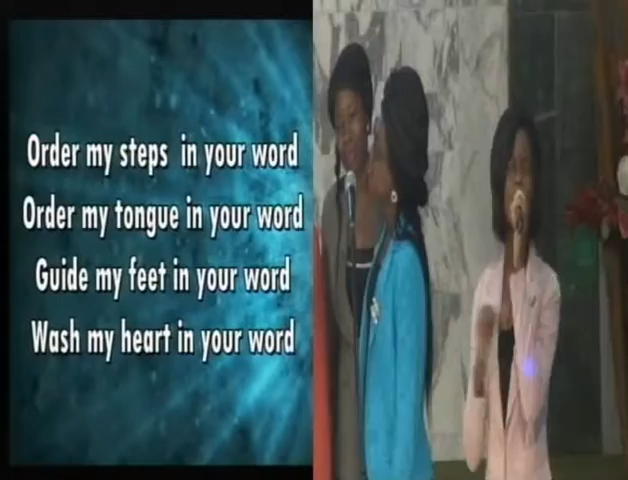 Order my steps in your word
Order my tongue in your word
Guide my feet in your word
Wash my heart in your word